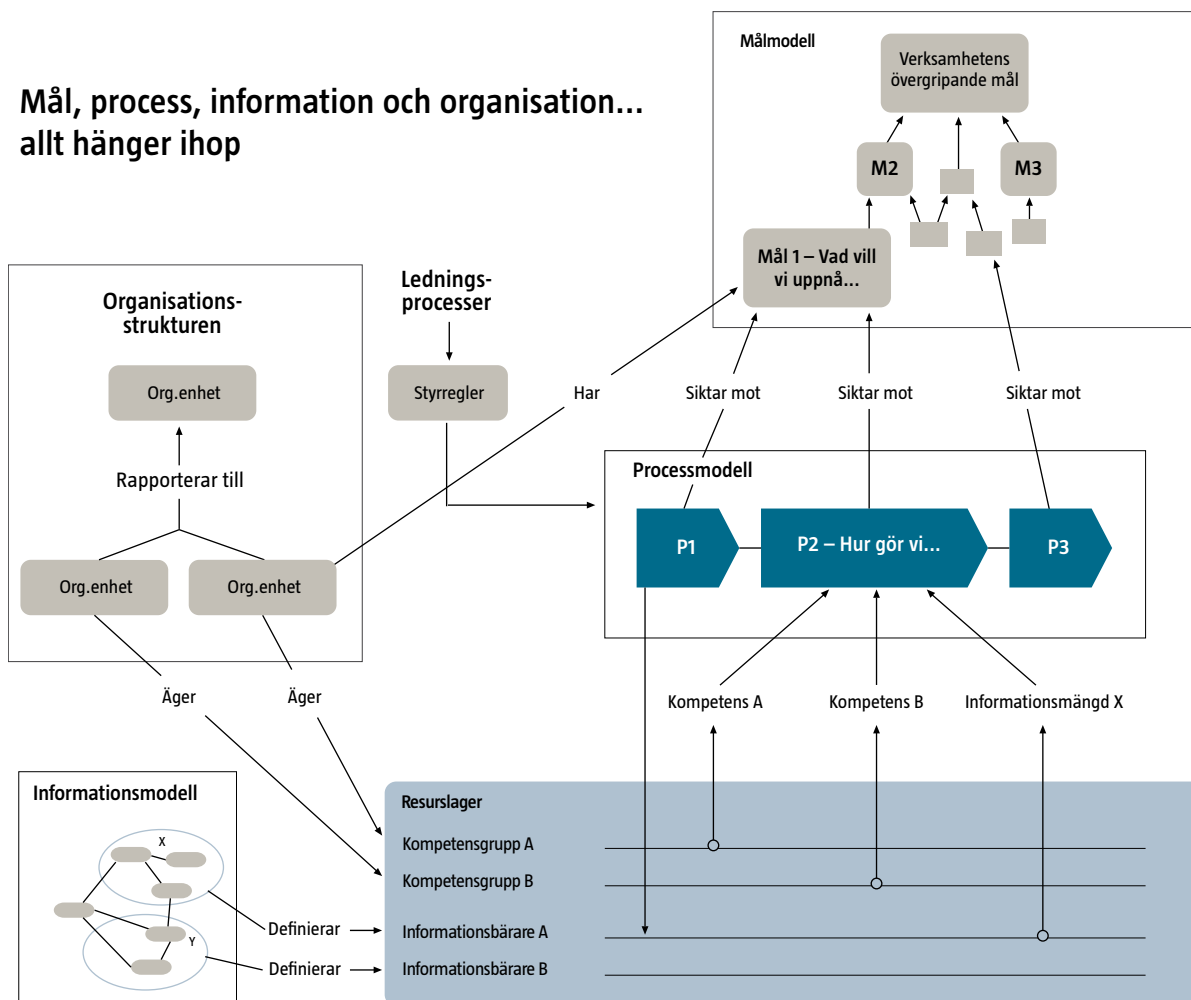 Mål, process, information och organisation...
allt hänger ihop
Målmodell
Verksamhetens
övergripande mål
M2
M3
Mål 1 – Vad vill
vi uppnå...
Organisations-
strukturen
Org.enhet
Rapporterar till
Org.enhet
Org.enhet
Lednings-
processer
Styrregler
Har
Siktar mot
Siktar mot
Siktar mot
Processmodell
P1
P2 – Hur gör vi...
P3
Äger
Äger
Kompetens A
Kompetens B
Informationsmängd X
Informationsmodell
X
Y
Definierar
Definierar
Resurslager
Kompetensgrupp A
Kompetensgrupp B
Informationsbärare A
Informationsbärare B